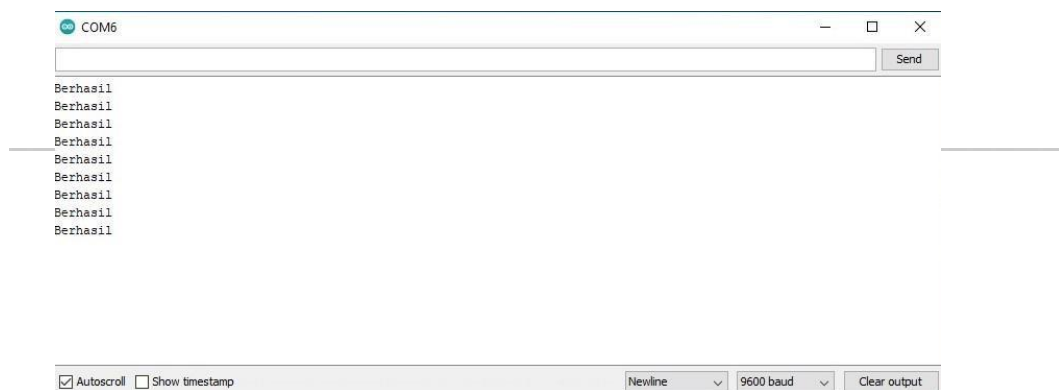 COM6
Send
Berhasil
Berhasil
Berhasil
Berhasil
Berhasil
Berhasil
Berhasil
Berhasil
Berhasil
Autoscroll Show timestamp Newline 9600 baud Clear output